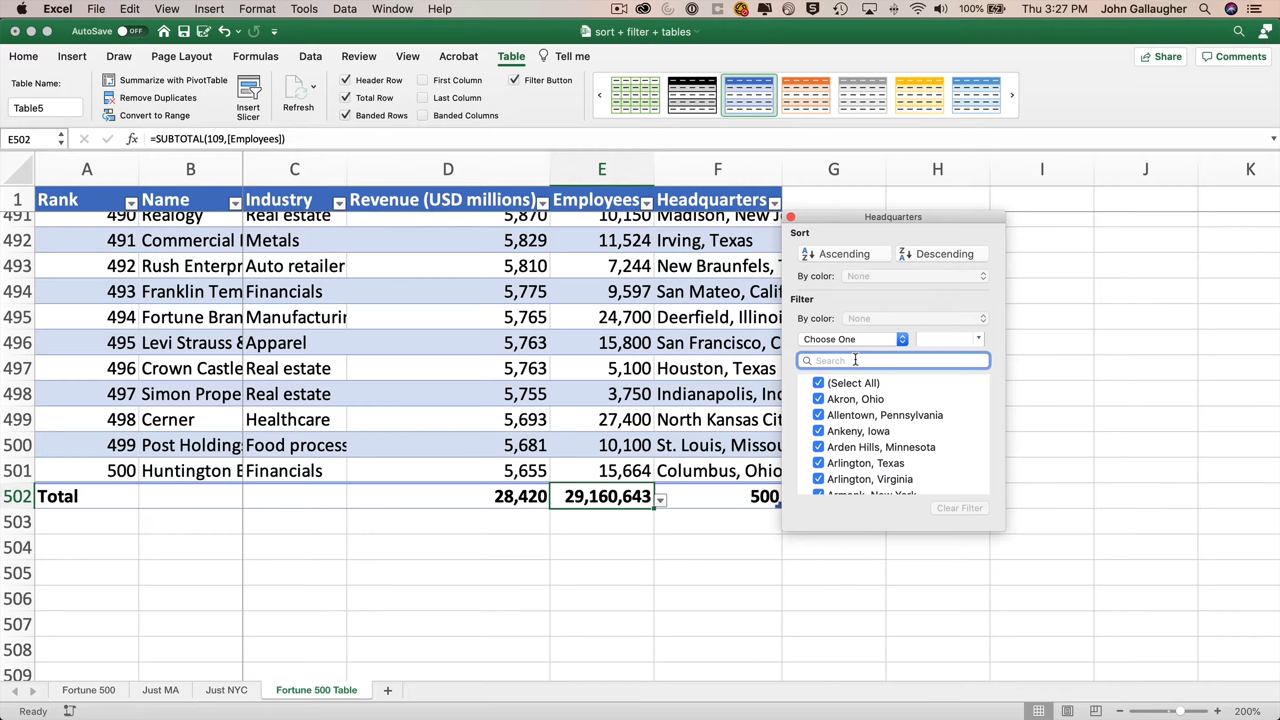 Excel File Edit View Insert Format Tools Data Window Help 100% Thu 3:27 PM John Gallaugher
AutoSave OFF sort + filter + tables
Home Insert Draw Page Layout Formulas Data Review View Acrobat Table Tell me Share Comments
Table Name:
Table5
Summarize with PivotTable
Remove Duplicates
Convert to Range
Insert
Slicer
Refresh
Header Row First Column Filter Button
Total Row Last Column
Banded Rows Banded Columns
E502 fx =SUBTOTAL(109,[Employees])
A B C D E F G H I J K
1 Rank Name Industry Revenue (USD millions) Employees Headquarters
491 490 Realogy Real estate 5,870 10,150 Madison, New Je
492 491 Commercial Metals 5,829 11,524 Irving, Texas
493 492 Rush Enterpr Auto retailer 5,810 7,244 New Braunfels,
494 493 Franklin Tem Financials 5,775 9,597 San Mateo, Calif
495 494 Fortune Bran Manufacturin 5,765 24,700 Deerfield, Illinoi
496 495 Levi Strauss & Apparel 5,763 15,800 San Francisco, C
497 496 Crown Castle Real estate 5,763 5,100 Houston, Texas
498 497 Simon Prope Real estate 5,755 3,750 Indianapolis, Ind
499 498 Cerner Healthcare 5,693 27,400 North Kansas Cit
500 499 Post Holding Food process 5,681 10,100 St. Louis, Missou
501 500 Huntington Financials 5,655 15,664 Columbus, Ohio
502 Total 28,420 29,160,643 500
503
504
505
506
507
508
509
Headquarters
Sort
Ascending Descending
By color: None
Filter
By color: None
Choose One
Search
(Select All)
Akron, Ohio
Allentown, Pennsylvania
Ankeny, Iowa
Arden Hills, Minnesota
Arlington, Texas
Arlington, Virginia
Armonk, New York
Clear Filter
Fortune 500 Just MA Just NYC Fortune 500 Table +
Ready 200%